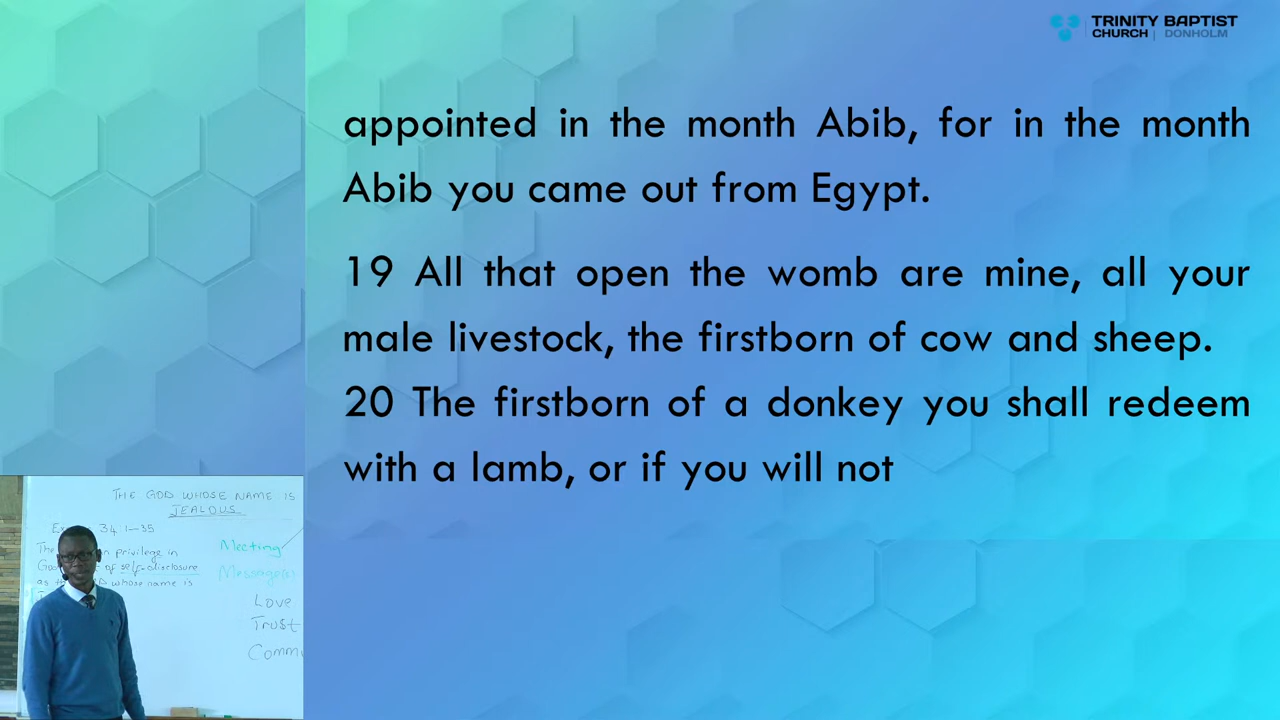 TRINITY BAPTIST
CHURCH | DONHOLM
appointed in the month Abib, for in the month
Abib you came out from Egypt.
19 All that open the womb are mine, all your
male livestock, the firstborn of cow and sheep.
20 The firstborn of a donkey you shall redeem
with a lamb, or if you will not
THE GOD WHOSE NAME IS
JEALOUS
34:1-35
privilege in
of self-disclosure
as whose name is
Meeting
Message(s)
Love
Trust